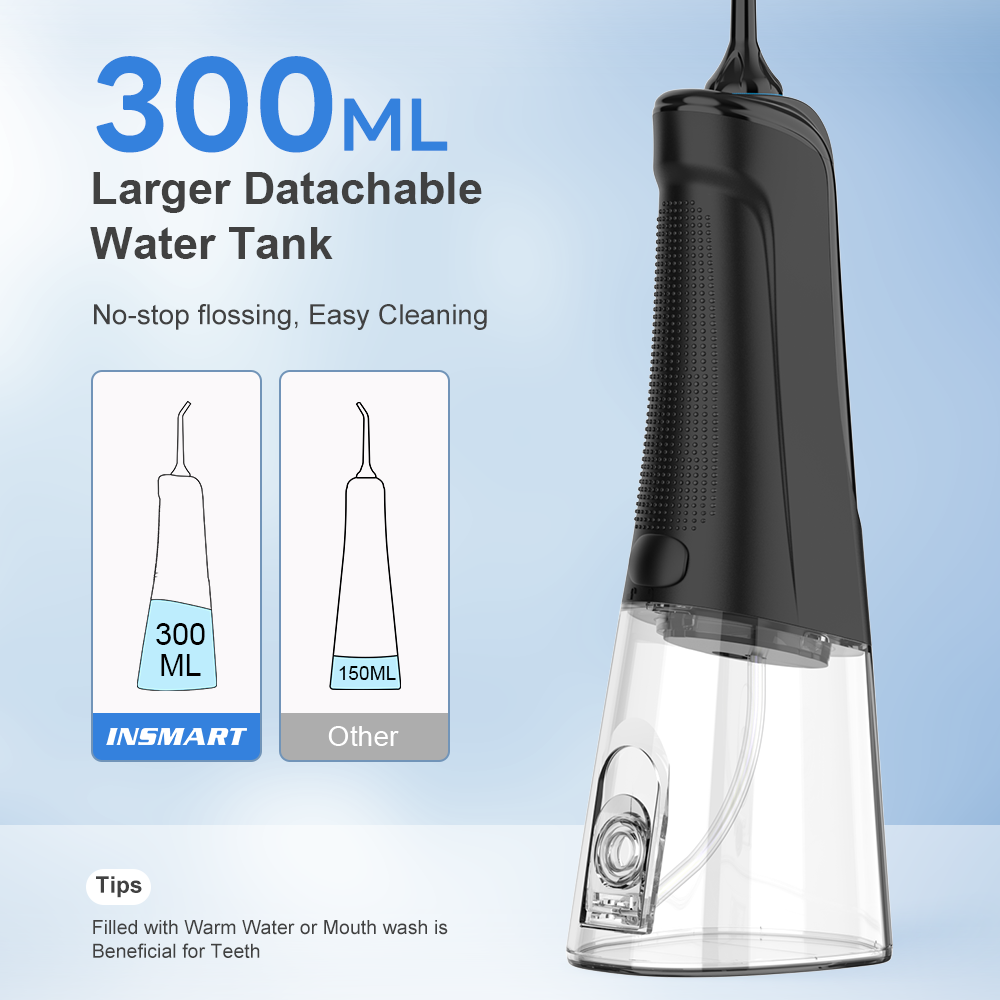 300ML
Larger Datachable
Water Tank
No-stop flossing, Easy Cleaning
300
ML
150ML
INSMART
Other
Tips
Filled with Warm Water or Mouth wash is
Beneficial for Teeth